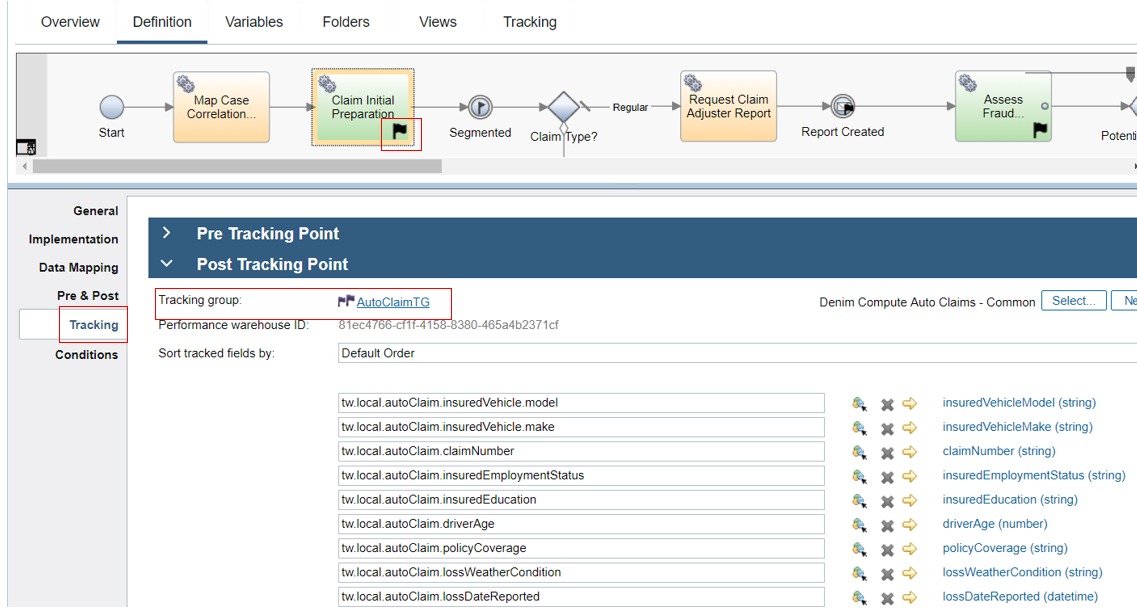 Overview Definition Variables Folders Views Tracking
Map Case
Correlation...
Claim Initial
Preparation
Request Claim
Adjuster Report
Assess
Fraud...
Regular
Start
Segmented
Claim Type?
Report Created
Potenti
General
Implementation
Data Mapping
Pre & Post
Tracking
Conditions
Pre Tracking Point
Post Tracking Point
Tracking group: AutoClaimTG Denim Compute Auto Claims - Common Select... Ne
Performance warehouse ID: 81ec4766-cf1f-4158-8380-465a4b2371cf
Sort tracked fields by: Default Order
tw.local.autoClaim.insuredVehicle.model insuredVehicleModel (string)
tw.local.autoClaim.insuredVehicle.make insuredVehicleMake (string)
tw.local.autoClaim.claimNumber claimNumber (string)
tw.local.autoClaim.insuredEmploymentStatus insuredEmploymentStatus (string)
tw.local.autoClaim.insuredEducation insuredEducation (string)
tw.local.autoClaim.driverAge driverAge (number)
tw.local.autoClaim.policyCoverage policyCoverage (string)
tw.local.autoClaim.lossWeatherCondition lossWeatherCondition (string)
tw.local.autoClaim.lossDateReported lossDateReported (datetime)